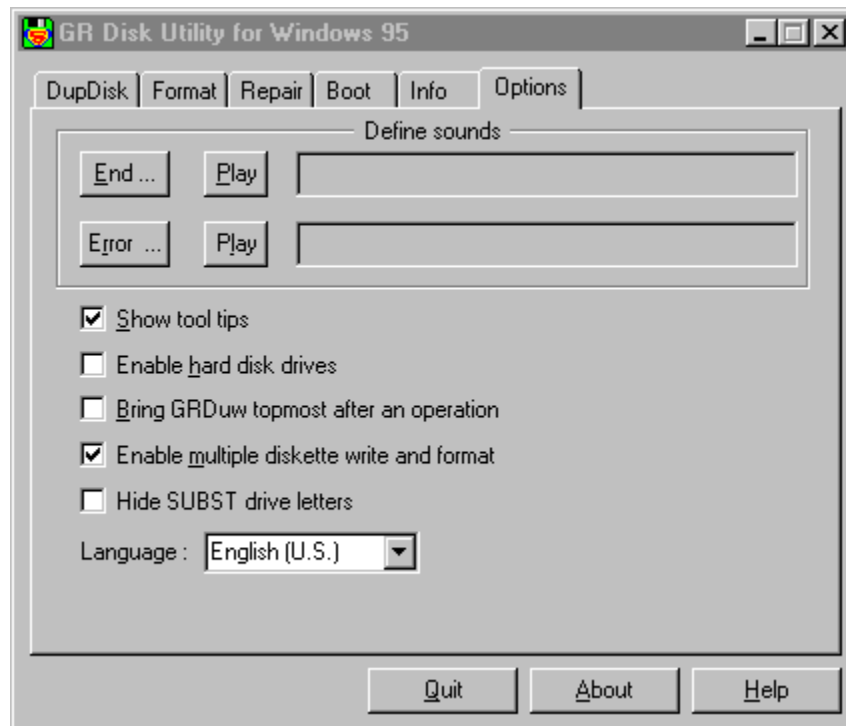 GR Disk Utility for Windows 95
DupDisk Format Repair Boot Info Options
Define sounds
End ... Play
Error ... Play
Show tool tips
Enable hard disk drives
Bring GRDuw topmost after an operation
Enable multiple diskette write and format
Hide SUBST drive letters
Language : English (U.S.)
Quit About Help